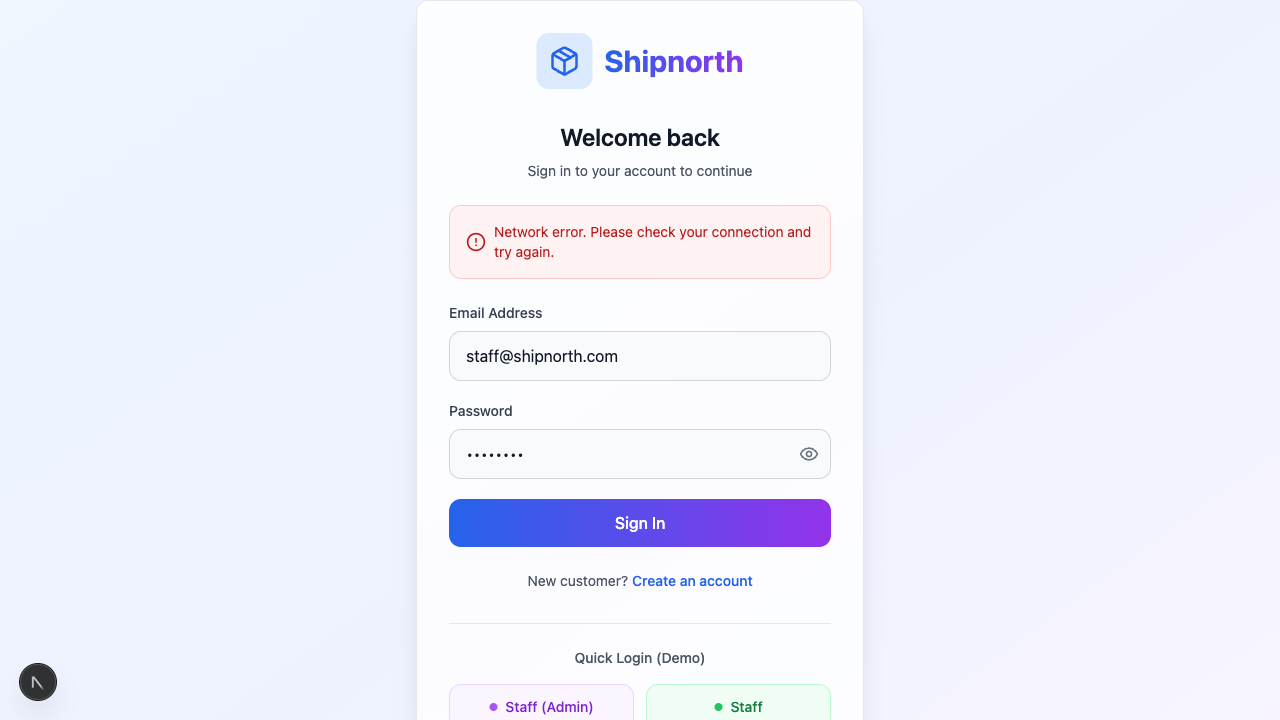 Shipnorth
Welcome back
Sign in to your account to continue
Network error. Please check your connection and
try again.
Email Address
staff@shipnorth.com
Password
••••••••
Sign In
New customer? Create an account
Quick Login (Demo)
Staff (Admin)
Staff